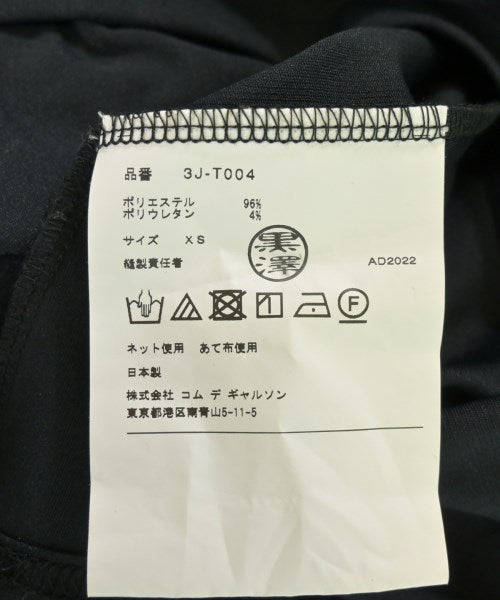 品番 3J-T004
ポリエステル 96%
ポリウレタン 4%
サイズ XS
縫製責任者 黒澤 AD2022
F
ネット使用 あて布使用
日本製
株式会社 コム デ ギャルソン
東京都港区南青山5-11-5